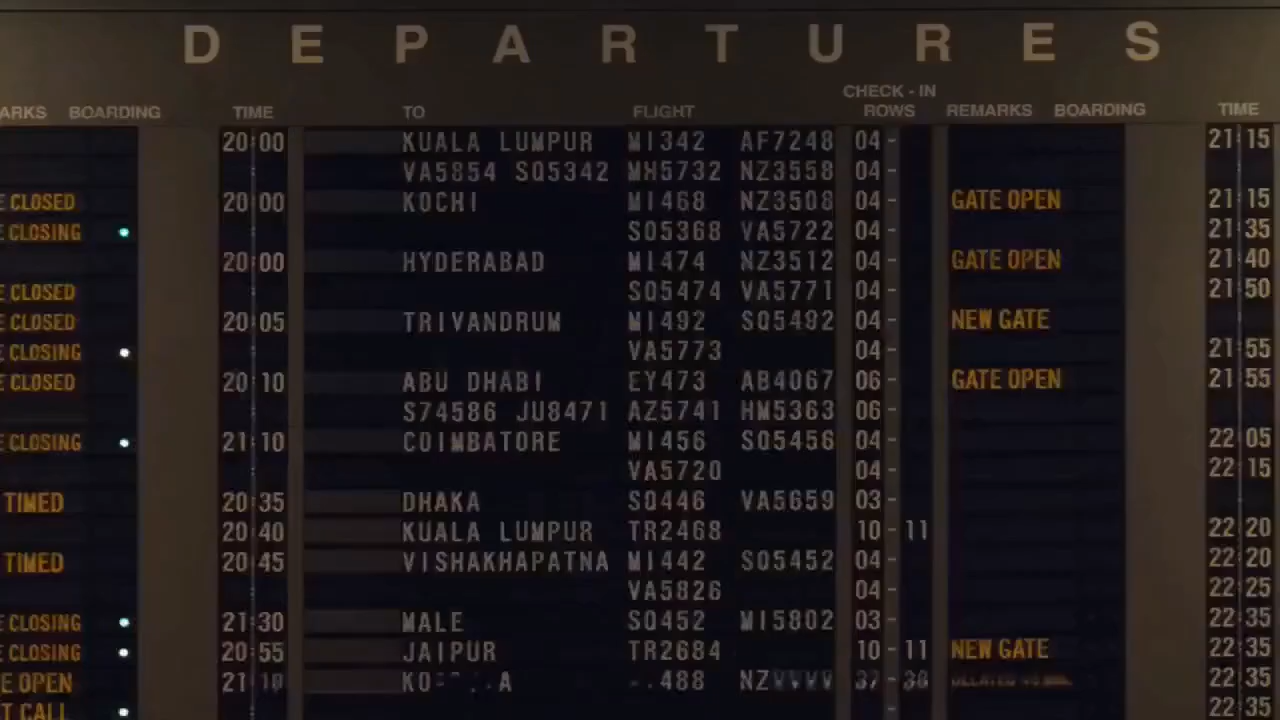 DEPARTURES
ARKS BOARDING TIME TO FLIGHT CHECK - IN ROWS REMARKS BOARDING TIME
20:00 KUALA LUMPUR MI342 AF7248 04- 21:15
VA5854 SQ5342 MH5732 NZ3558 04-
E CLOSED 20:00 KOCHI MI468 NZ3508 04- GATE OPEN 21:15
E CLOSING SQ5368 VA5722 04- 21:35
20:00 HYDERABAD MI474 NZ3512 04- GATE OPEN 21:40
E CLOSED SQ5474 VA5771 04- 21:50
E CLOSED 20:05 TRIVANDRUM MI492 SQ5492 04- NEW GATE
E CLOSING VA5773 04- 21:55
E CLOSED 20:10 ABU DHABI EY473 AB4067 06- GATE OPEN 21:55
S74586 JU8471 AZ5741 HM5363 06-
E CLOSING 21:10 COIMBATORE MI456 SQ5456 04- 22:05
VA5720 04- 22:15
TIMED 20:35 DHAKA SQ446 VA5659 03-
20:40 KUALA LUMPUR TR2468 10-11 22:20
TIMED 20:45 VISHAKHAPATNA MI442 SQ5452 04- 22:20
VA5826 04- 22:25
E CLOSING 21:30 MALE SQ452 MI5802 03- 22:35
E CLOSING 20:55 JAIPUR TR2684 10-11 NEW GATE 22:35
E OPEN 488 22:35
T CALL 22:35